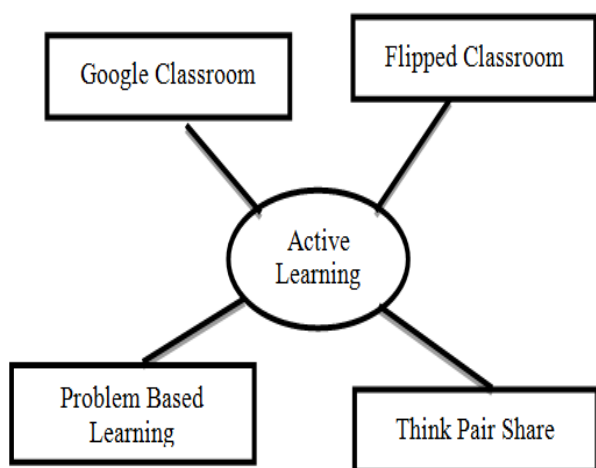 Google Classroom
Flipped Classroom
Active
Learning
Problem Based
Learning
Think Pair Share